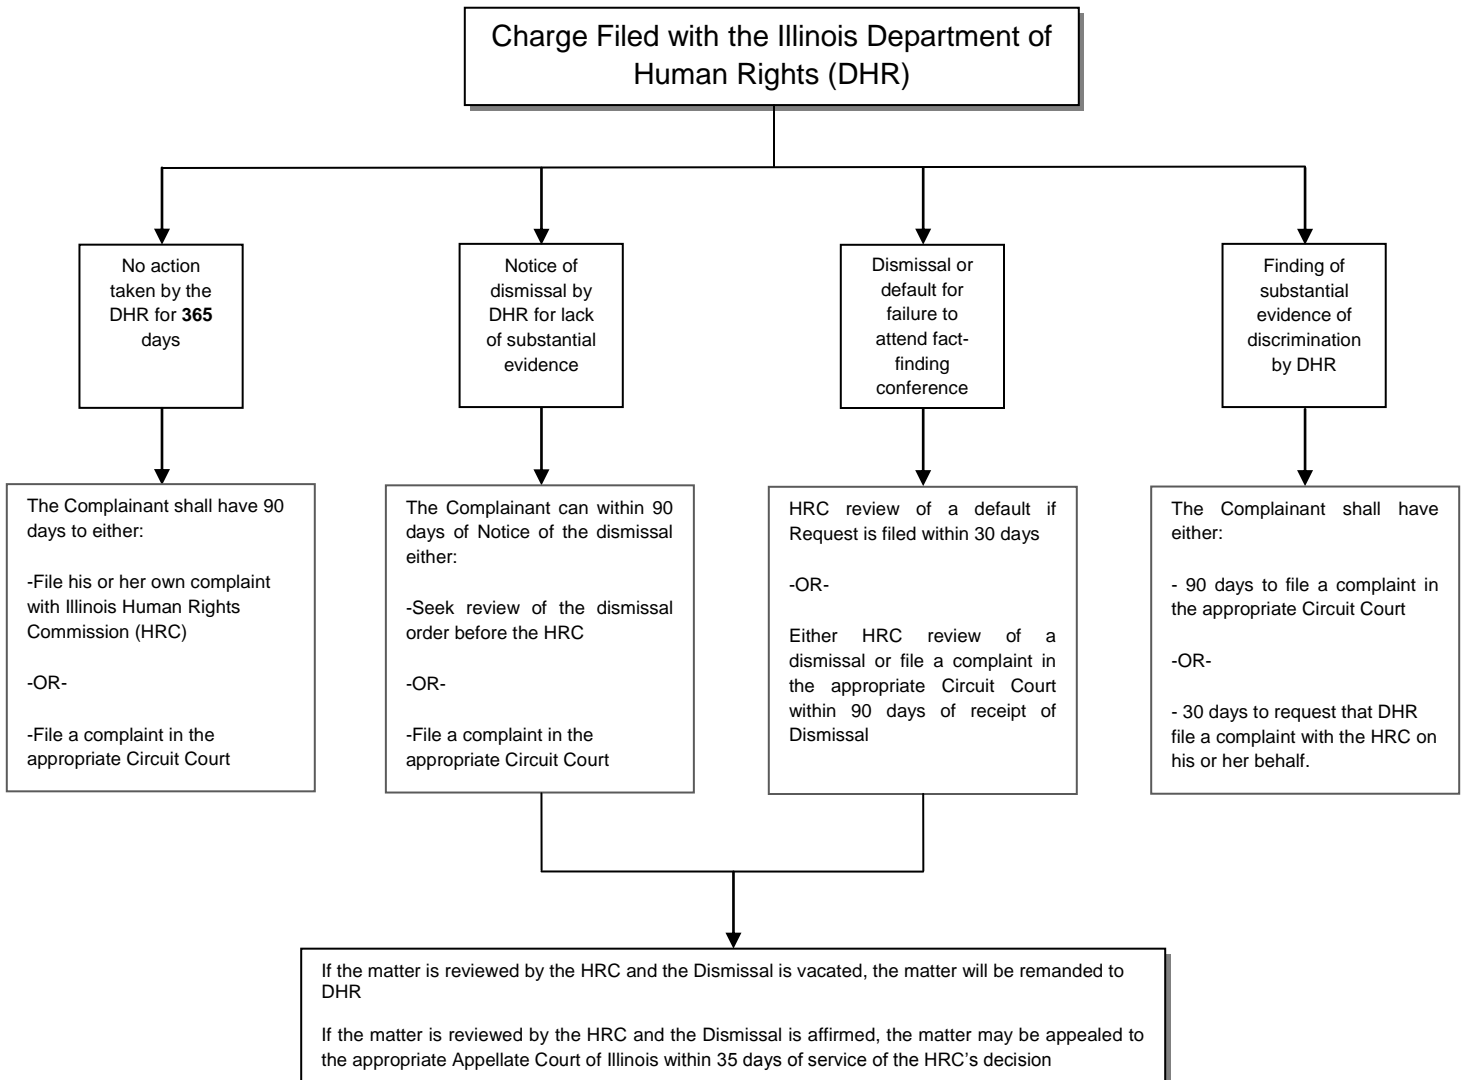 Charge Filed with the Illinois Department of
Human Rights (DHR)
No action
taken by the
DHR for 365
days
Notice of
dismissal by
DHR for lack
of substantial
evidence
Dismissal or
default for
failure to
attend fact-
finding
conference
Finding of
substantial
evidence of
discrimination
by DHR
The Complainant shall have 90
days to either:
-File his or her own complaint
with Illinois Human Rights
Commission (HRC)
-OR-
-File a complaint in the
appropriate Circuit Court
The Complainant can within 90
days of Notice of the dismissal
either:
-Seek review of the dismissal
order before the HRC
-OR-
-File a complaint in the
appropriate Circuit Court
HRC review of a default if
Request is filed within 30 days
-OR-
Either HRC review of a
dismissal or file a complaint in
the appropriate Circuit Court
within 90 days of receipt of
Dismissal
The Complainant shall have
either:
- 90 days to file a complaint in
the appropriate Circuit Court
-OR-
- 30 days to request that DHR
file a complaint with the HRC on
his or her behalf.
If the matter is reviewed by the HRC and the Dismissal is vacated, the matter will be remanded to
DHR
If the matter is reviewed by the HRC and the Dismissal is affirmed, the matter may be appealed to
the appropriate Appellate Court of Illinois within 35 days of service of the HRC's decision